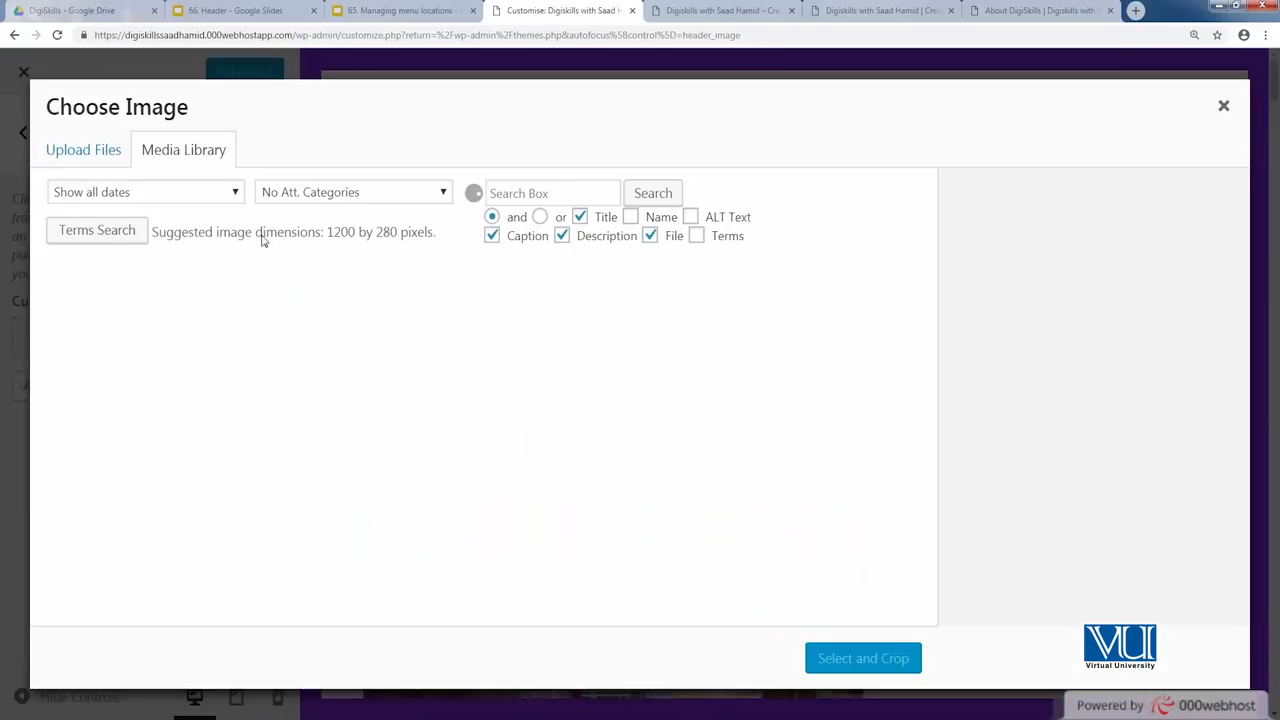 DigiSkills – Google Drive
66. Header - Google Slides
65. Managing menu locations -
Customise: Digiskills with Saad H
Digiskills with Saad Hamid – Cre
Digiskills with Saad Hamid | Cre
About DigiSkills | Digiskills with
https://digiskillssaadhamid.000webhostapp.com/wp-admin/customize.php?return=%2Fwp-admin%2Fthemes.php&autofocus%5Bcontrol%5D=header_image
Choose Image
Upload Files
Media Library
Show all dates
No Att. Categories
Search Box
Search
and or Title Name ALT Text
Terms Search
Suggested image dimensions: 1200 by 280 pixels.
Caption Description File Terms
Cu
Select and Crop
VU
Virtual University
Hide Controls
Powered by 000webhost